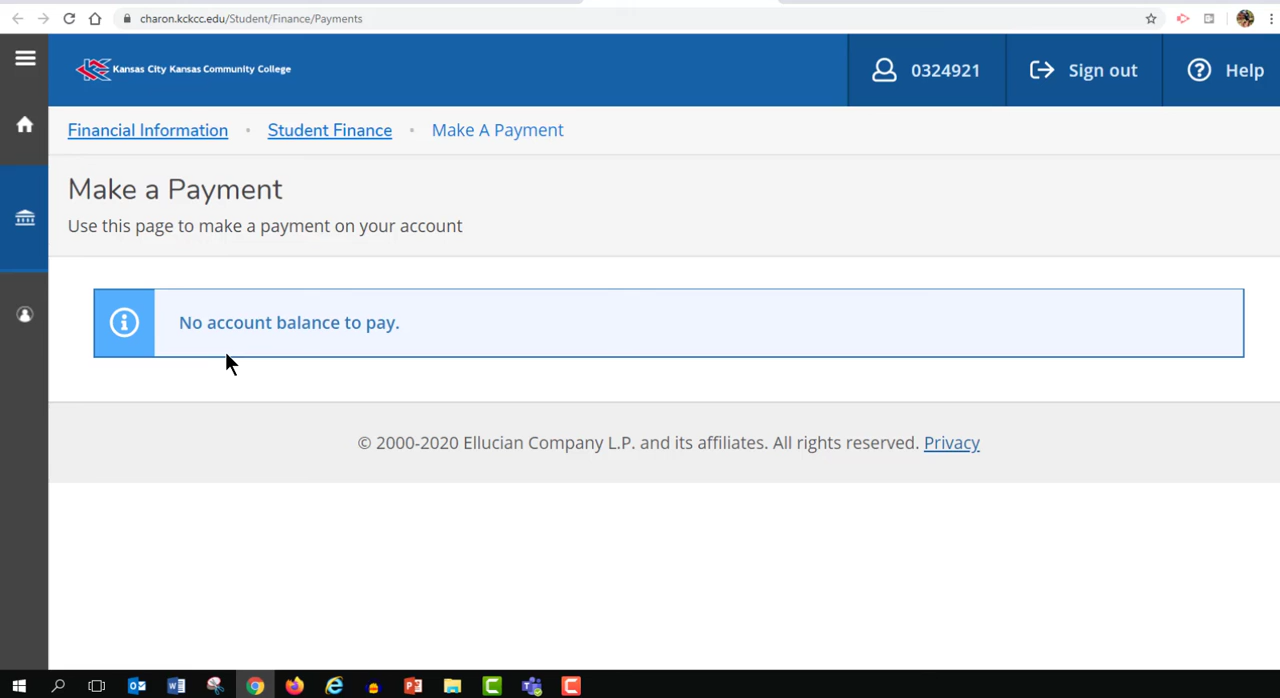 charon.kckcc.edu/Student/Finance/Payments
Kansas City Kansas Community College
0324921
Sign out
Help
Financial Information • Student Finance • Make A Payment
Make a Payment
Use this page to make a payment on your account
No account balance to pay.
© 2000-2020 Ellucian Company L.P. and its affiliates. All rights reserved. Privacy